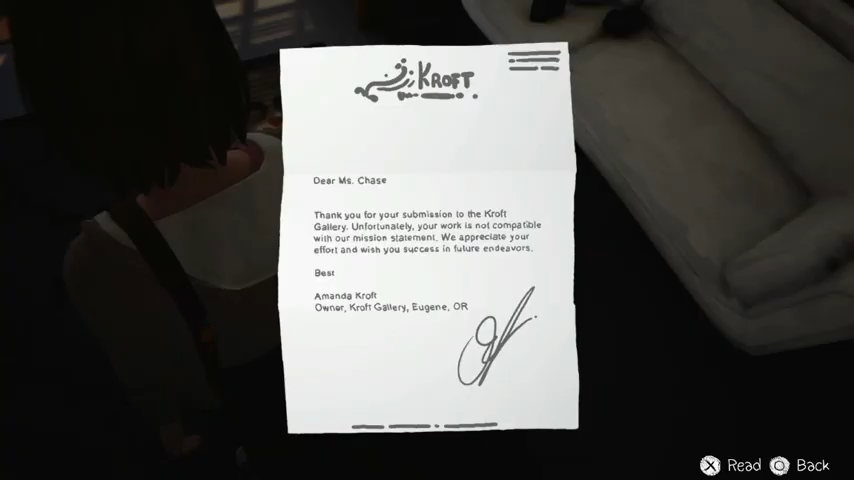 KROFT
Dear Ms. Chase
Thank you for your submission to the Kroft
Gallery. Unfortunately, your work is not compatible
with our mission statement. We appreciate your
effort and wish you success in future endeavors.
Best
Amanda Kroft
Owner, Kroft Gallery, Eugene, OR
Read Back